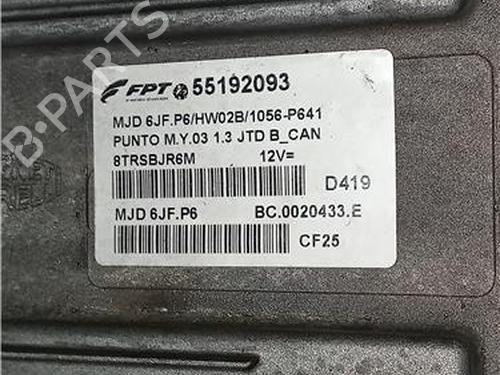 B-PARTS
FPT 55192093
MJD 6JF.P6/HW02B/1056-P641
PUNTO M.Y.03 1.3 JTD B_CAN
8TRSBJR6M 12V=
D419
MJD 6JF.P6 BC.0020433.E
CF25